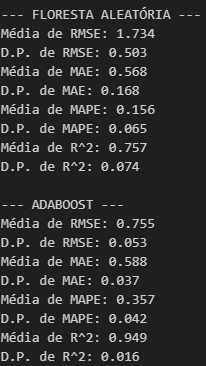 --- FLORESTA ALEATÓRIA ---
Média de RMSE: 1.734
D.P. de RMSE: 0.503
Média de MAE: 0.568
D.P. de MAE: 0.168
Média de MAPE: 0.156
D.P. de MAPE: 0.065
Média de R^2: 0.757
D.P. de R^2: 0.074
--- ADABOOST ---
Média de RMSE: 0.755
D.P. de RMSE: 0.053
Média de MAE: 0.588
D.P. de MAE: 0.037
Média de MAPE: 0.357
D.P. de MAPE: 0.042
Média de R^2: 0.949
D.P. de R^2: 0.016